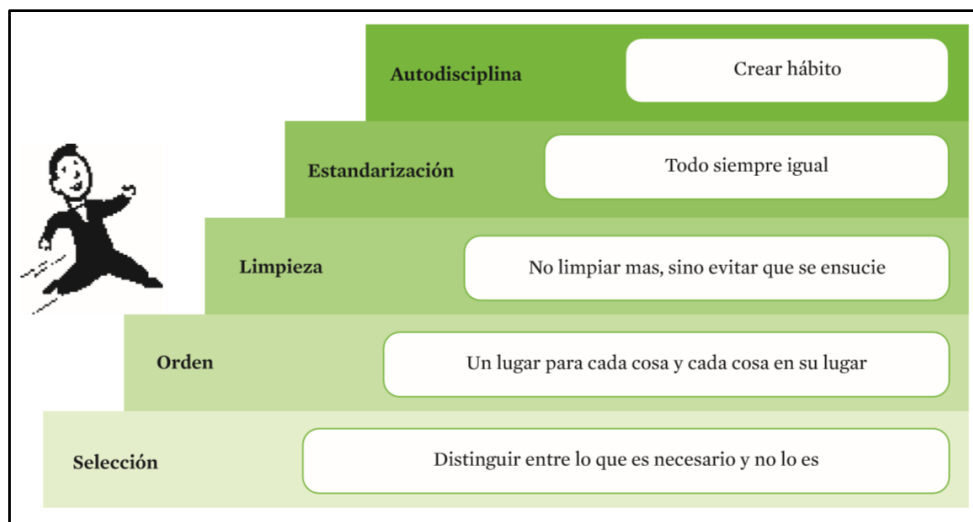 Autodisciplina
Crear hábito
Estandarización
Todo siempre igual
Limpieza
No limpiar mas, sino evitar que se ensucie
Orden
Un lugar para cada cosa y cada cosa en su lugar
Selección
Distinguir entre lo que es necesario y no lo es